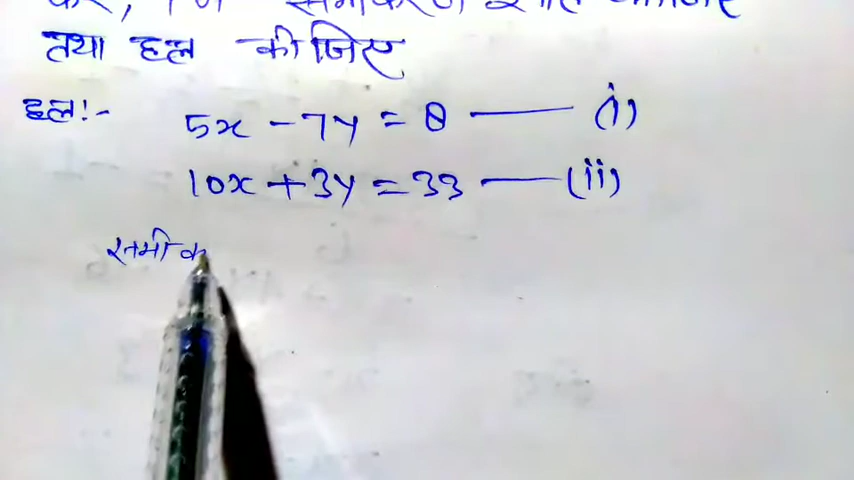 तथा हल कीजिए
हल:-
5x - 7y = 8 —— (i)
10x + 3y = 33 —— (ii)
समीक